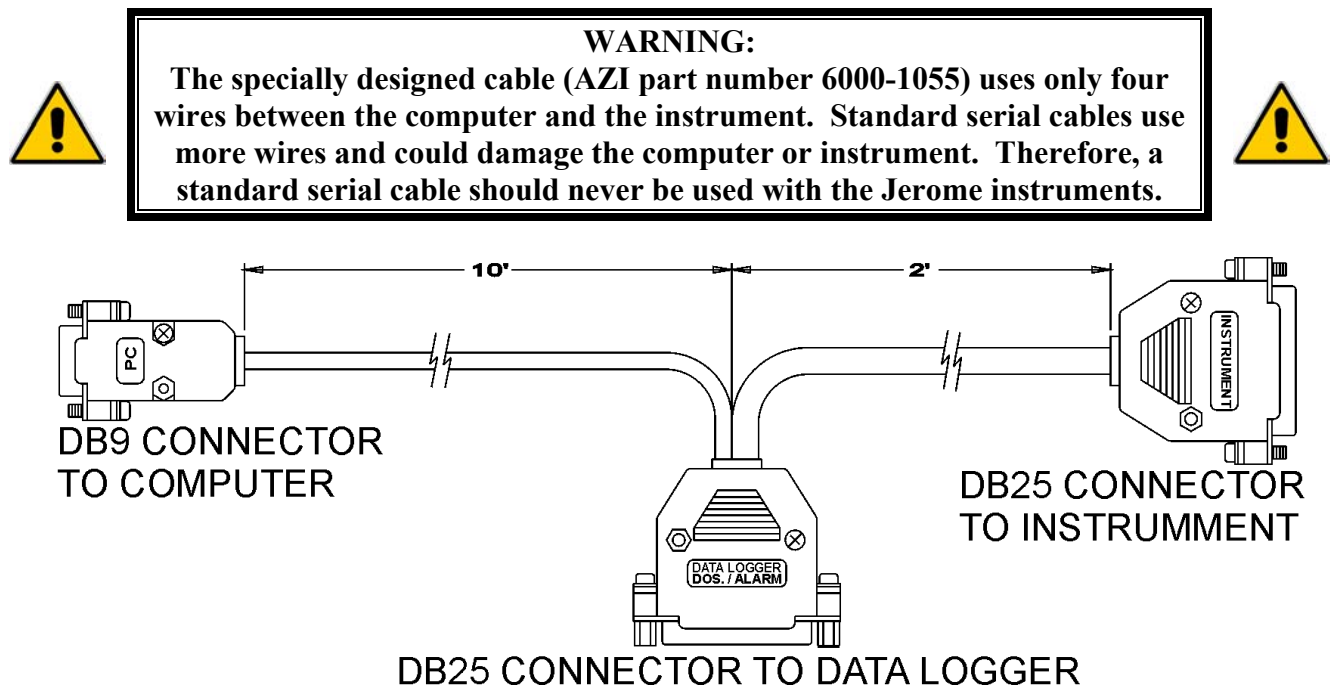 WARNING:
The specially designed cable (AZI part number 6000-1055) uses only four
wires between the computer and the instrument.  Standard serial cables use
more wires and could damage the computer or instrument.  Therefore, a
standard serial cable should never be used with the Jerome instruments.
10'
2'
PC
INSTRUMENT
DB9 CONNECTOR
TO COMPUTER
DB25 CONNECTOR
TO INSTRUMMENT
DATA LOGGER
DOS. / ALARM
DB25 CONNECTOR TO DATA LOGGER